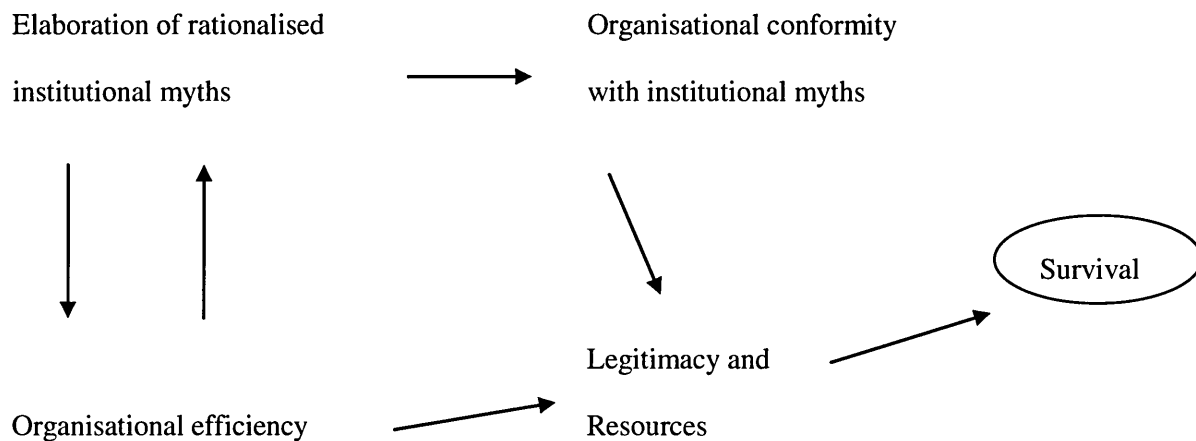 Elaboration of rationalised
institutional myths
Organisational conformity
with institutional myths
Survival
Legitimacy and
Resources
Organisational efficiency